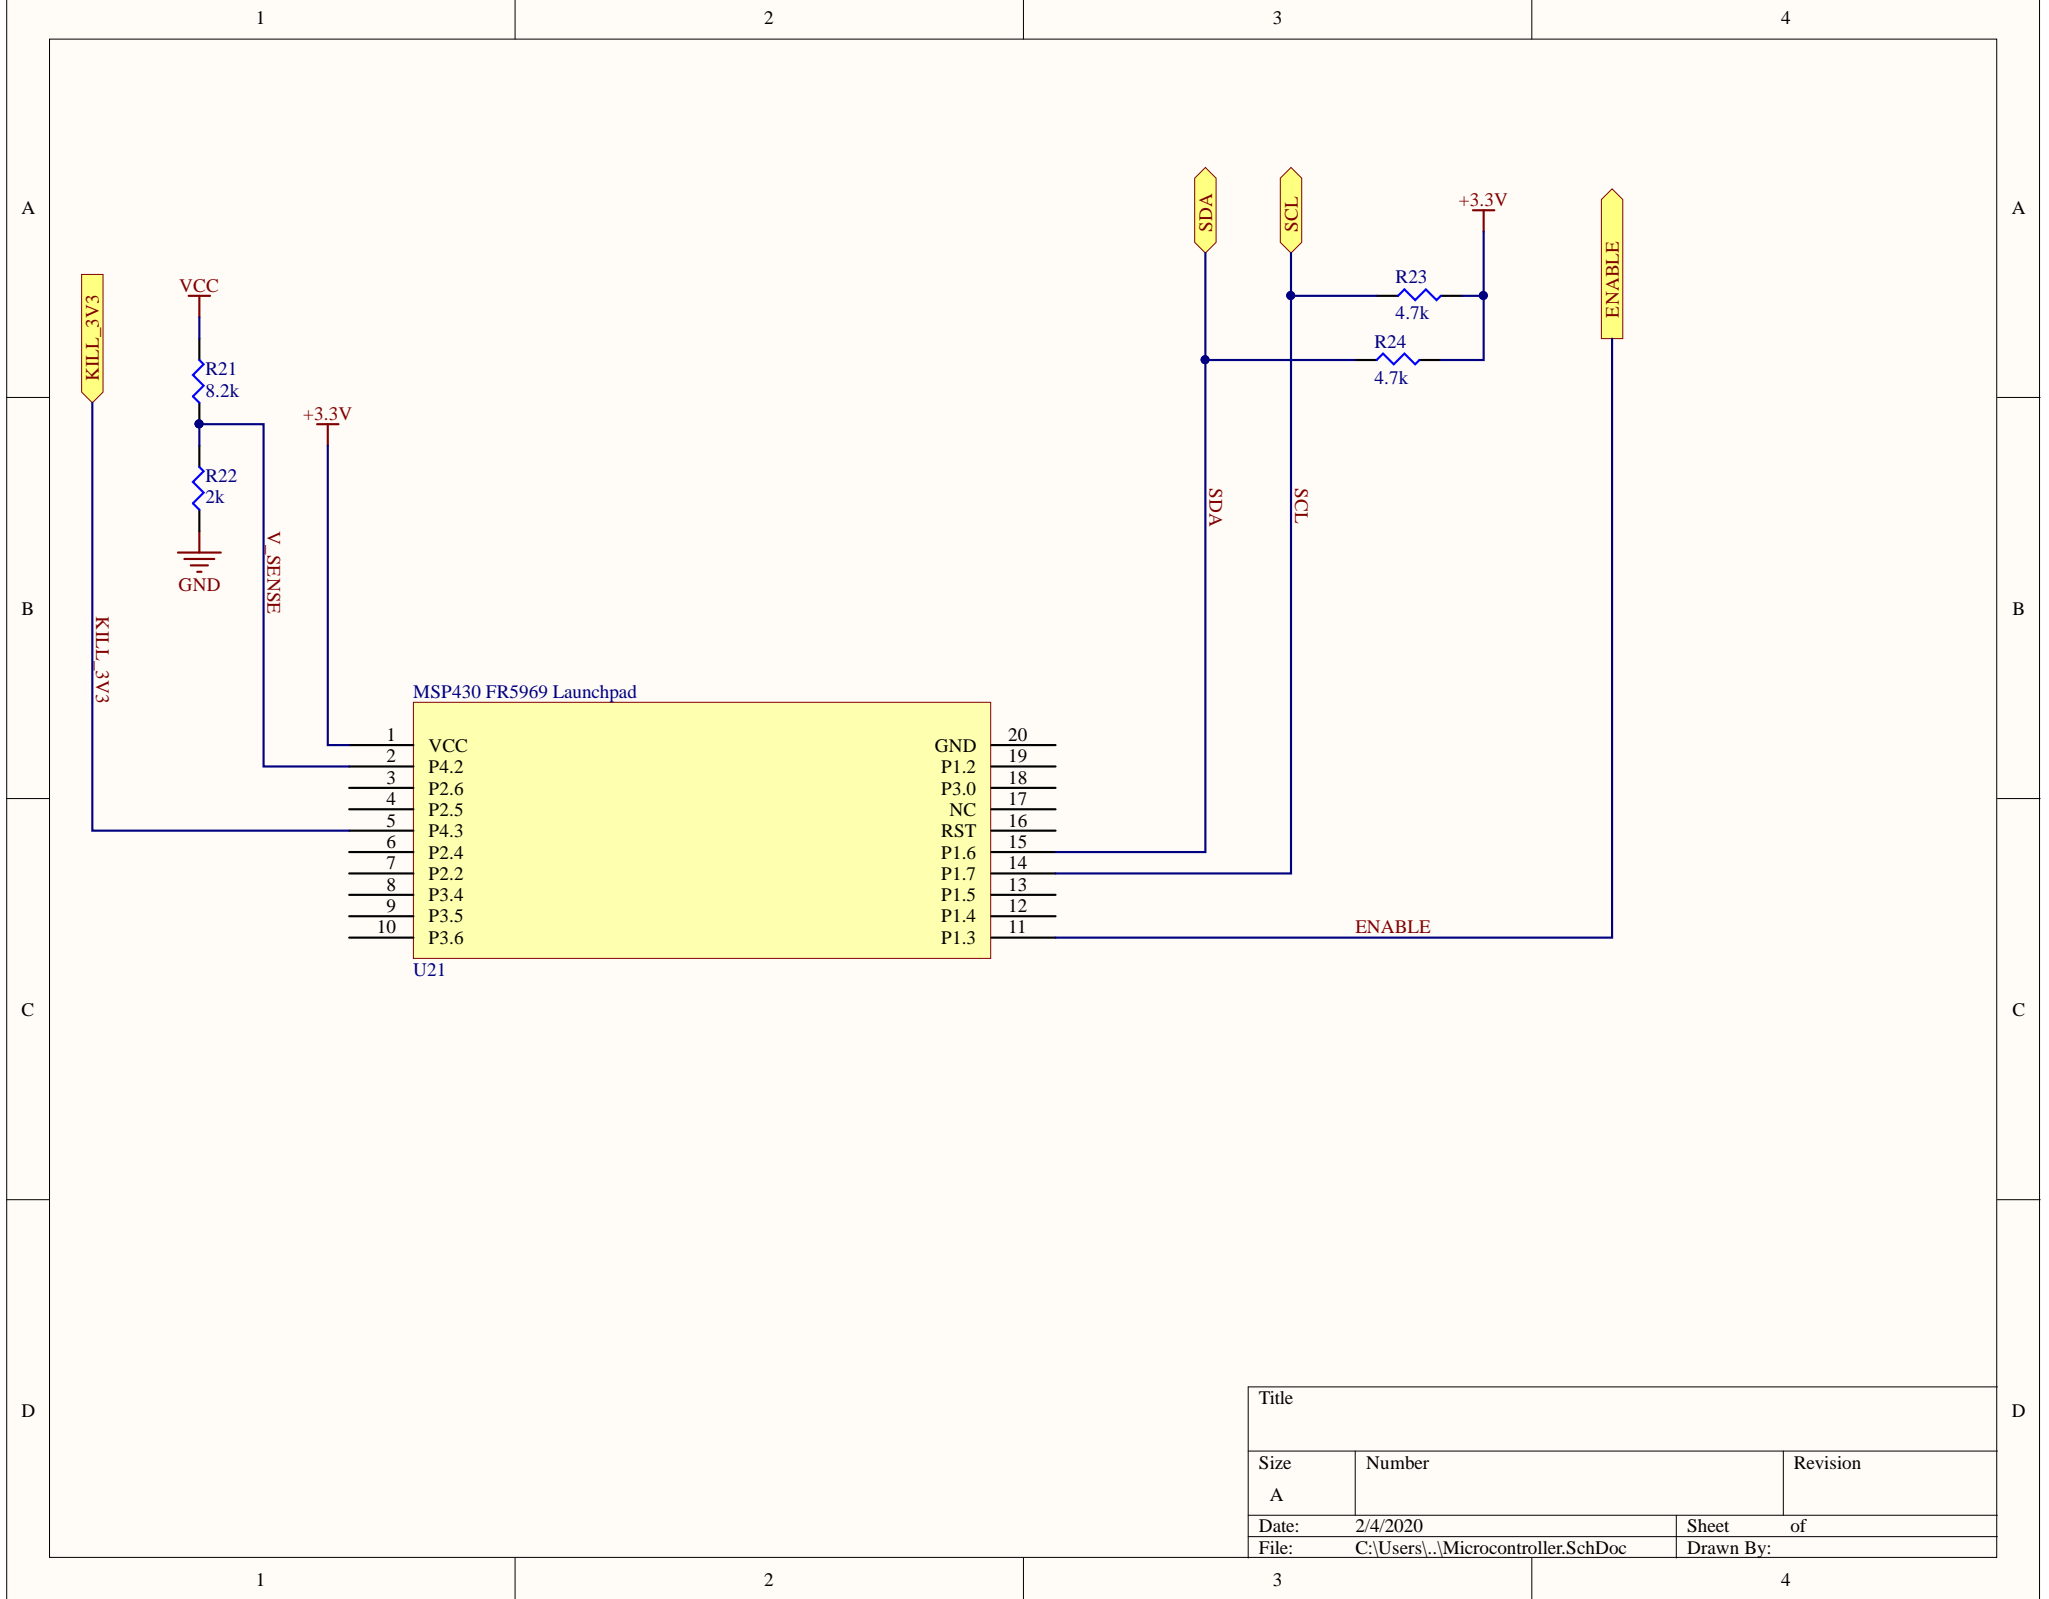 1 2 3 4
A A
SDA
SCL
+3.3V
ENABLE
KILL_3V3
VCC
R23
4.7k
R24
4.7k
R21
8.2k
+3.3V
R22
2k
GND
V_SENSE
SDA
SCL
B B
KILL_3V3
MSP430 FR5969 Launchpad
1 VCC GND 20
2 P4.2 P1.2 19
3 P2.6 P3.0 18
4 P2.5 NC 17
5 P4.3 RST 16
6 P2.4 P1.6 15
7 P2.2 P1.7 14
8 P3.4 P1.5 13
9 P3.5 P1.4 12
10 P3.6 P1.3 11
ENABLE
U21
C C
D D
Title
Size Number Revision
A
Date: 2/4/2020 Sheet of
File: C:\Users\..\Microcontroller.SchDoc Drawn By:
1 2 3 4